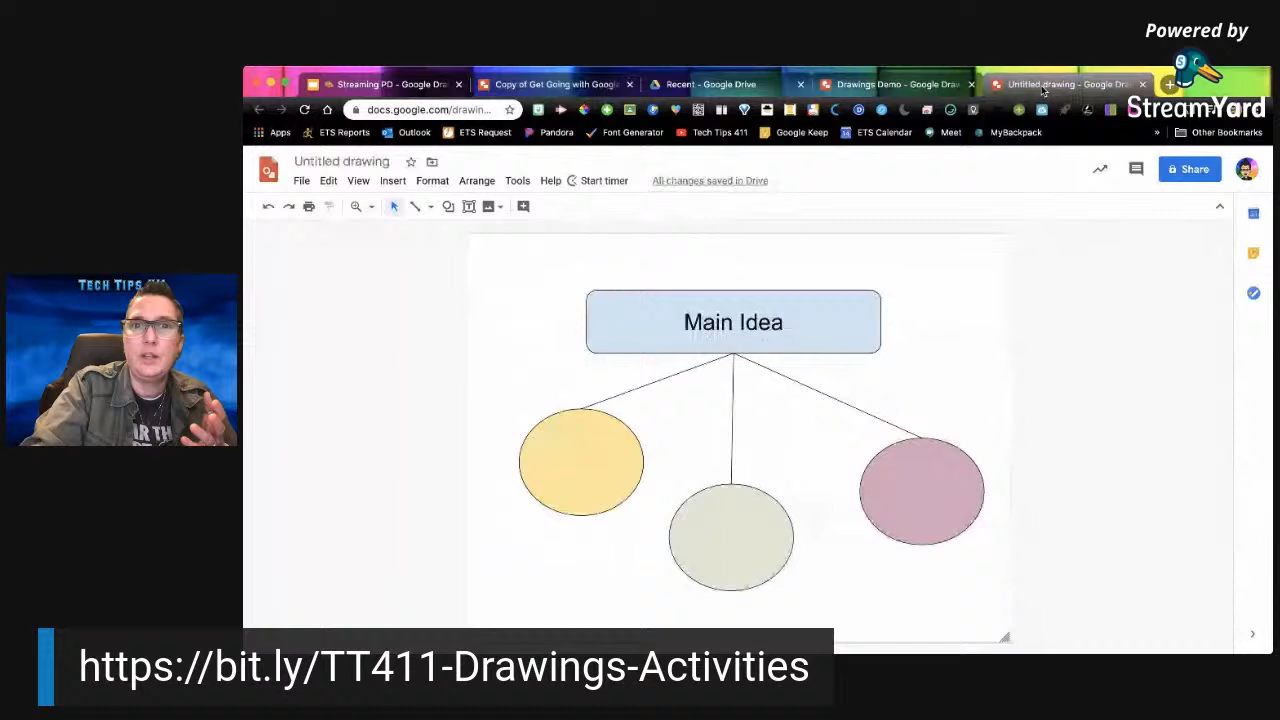 Powered by
StreamYard
Streaming PD - Google Dra
Copy of Get Going with Google
Recent - Google Drive
Drawings Demo - Google Draw
Untitled drawing - Google Dra
docs.google.com/drawin...
Apps
ETS Reports
Outlook
ETS Request
Pandora
Font Generator
Tech Tips 411
Google Keep
ETS Calendar
Meet
MyBackpack
»
Other Bookmarks
Untitled drawing
Share
File Edit View Insert Format Arrange Tools Help Start timer All changes saved in Drive
TECH TIPS
Main Idea
https://bit.ly/TT411-Drawings-Activities